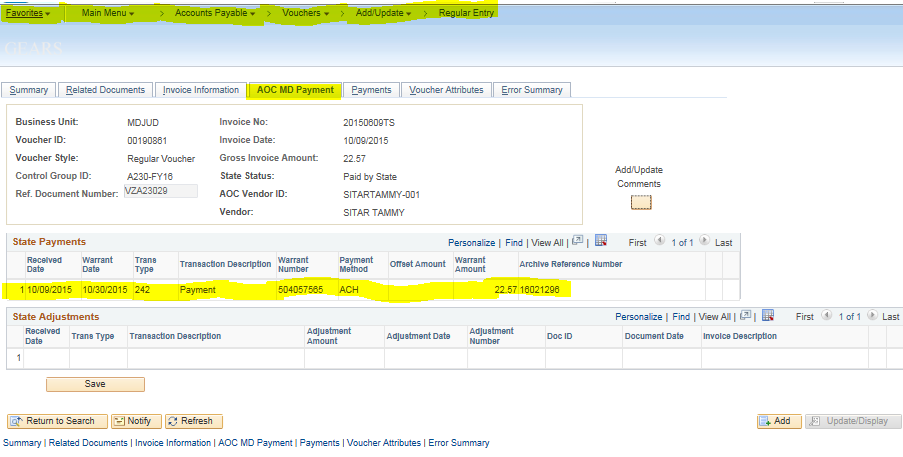 Favorites Main Menu > Accounts Payable > Vouchers > Add/Update > Regular Entry
GEARS
Summary Related Documents Invoice Information AOC MD Payment Payments Voucher Attributes Error Summary
Business Unit: MDJUD Invoice No: 20150609TS
Voucher ID: 00190861 Invoice Date: 10/09/2015
Voucher Style: Regular Voucher Gross Invoice Amount: 22.57
Control Group ID: A230-FY16 State Status: Paid by State
Ref. Document Number: VZA23029 AOC Vendor ID: SITARTAMMY-001
Vendor: SITAR TAMMY
Add/Update
Comments
State Payments Personalize | Find | View All | | First 1 of 1 Last
Received Date Warrant Date Trans Type Transaction Description Warrant Number Payment Method Offset Amount Warrant Amount Archive Reference Number
1 10/09/2015 10/30/2015 242 Payment 504057565 ACH 22.57 16021296
State Adjustments Personalize | Find | View All | | First 1 of 1 Last
Received Date Trans Type Transaction Description Adjustment Amount Adjustment Date Adjustment Number Doc ID Document Date Invoice Description
1
Save
Return to Search Notify Refresh Add Update/Display
Summary | Related Documents | Invoice Information | AOC MD Payment | Payments | Voucher Attributes | Error Summary